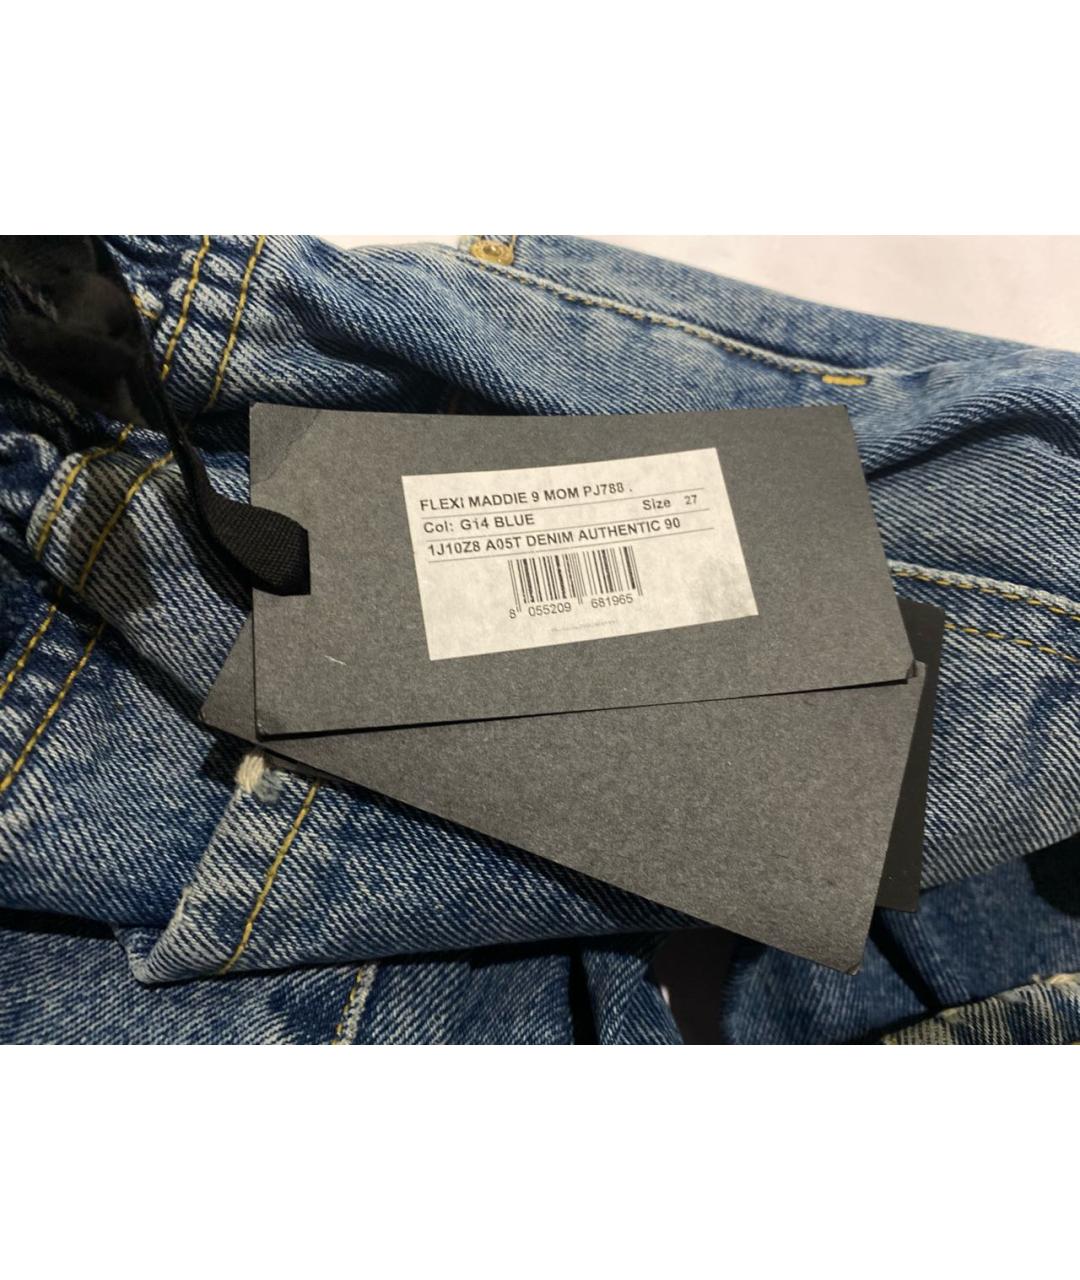 FLEXI MADDIE 9 MOM PJ788 .
Size 27
Col: G14 BLUE
1J10Z8 A05T DENIM AUTHENTIC 90
8 055209 681965